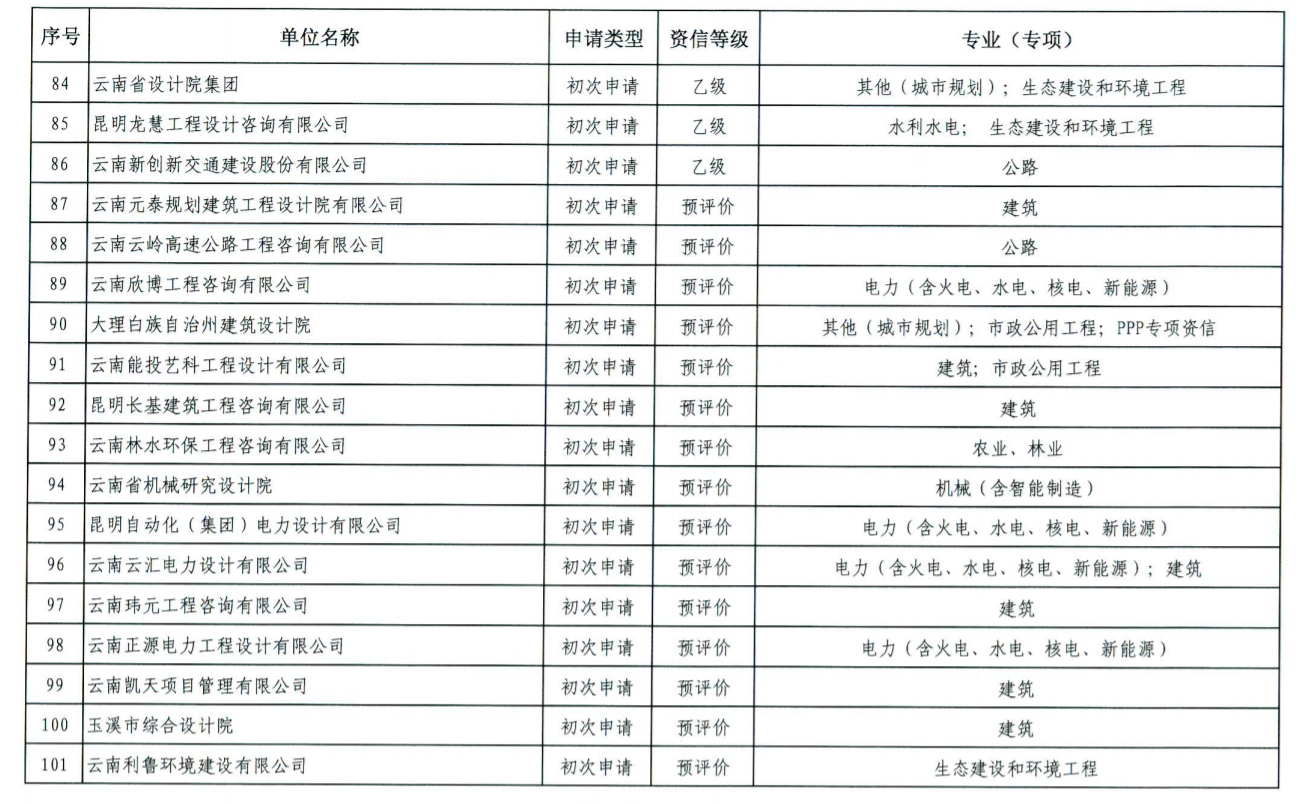 序号 单位名称 申请类型 资信等级 专业（专项）
84 云南省设计院集团 初次申请 乙级 其他（城市规划）；生态建设和环境工程
85 昆明龙慧工程设计咨询有限公司 初次申请 乙级 水利水电； 生态建设和环境工程
86 云南新创新交通建设股份有限公司 初次申请 乙级 公路
87 云南元泰规划建筑工程设计院有限公司 初次申请 预评价 建筑
88 云南云岭高速公路工程咨询有限公司 初次申请 预评价 公路
89 云南欣博工程咨询有限公司 初次申请 预评价 电力（含火电、水电、核电、新能源）
90 大理白族自治州建筑设计院 初次申请 预评价 其他（城市规划）；市政公用工程；PPP专项资信
91 云南能投艺科工程设计有限公司 初次申请 预评价 建筑；市政公用工程
92 昆明长基建筑工程咨询有限公司 初次申请 预评价 建筑
93 云南林水环保工程咨询有限公司 初次申请 预评价 农业、林业
94 云南省机械研究设计院 初次申请 预评价 机械（含智能制造）
95 昆明自动化（集团）电力设计有限公司 初次申请 预评价 电力（含火电、水电、核电、新能源）
96 云南云汇电力设计有限公司 初次申请 预评价 电力（含火电、水电、核电、新能源）；建筑
97 云南玮元工程咨询有限公司 初次申请 预评价 建筑
98 云南正源电力工程设计有限公司 初次申请 预评价 电力（含火电、水电、核电、新能源）
99 云南凯天项目管理有限公司 初次申请 预评价 建筑
100 玉溪市综合设计院 初次申请 预评价 建筑
101 云南利鲁环境建设有限公司 初次申请 预评价 生态建设和环境工程